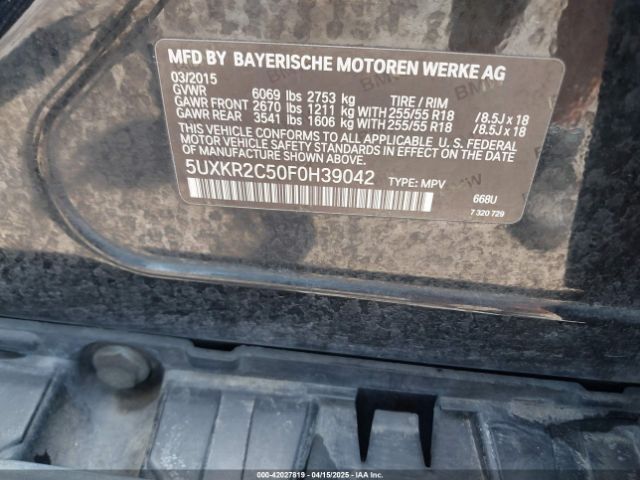 MFD BY BAYERISCHE MOTOREN WERKE AG
03/2015
GVWR 6069 lbs 2753 kg TIRE / RIM
GAWR FRONT 2670 lbs 1211 kg WITH 255/55 R18 / 8.5J x 18
GAWR REAR 3541 lbs 1606 kg WITH 255/55 R18 / 8.5J x 18
THIS VEHICLE CONFORMS TO ALL APPLICABLE U.S. FEDERAL
MOTOR VEHICLE SAFETY STANDARDS IN EFFECT ON
THE DATE OF MANUFACTURE SHOWN ABOVE.
5UXKR2C50F0H39042 TYPE: MPV
668U
7 320 729
000-42027819 - 04/15/2025 - IAAI.COM